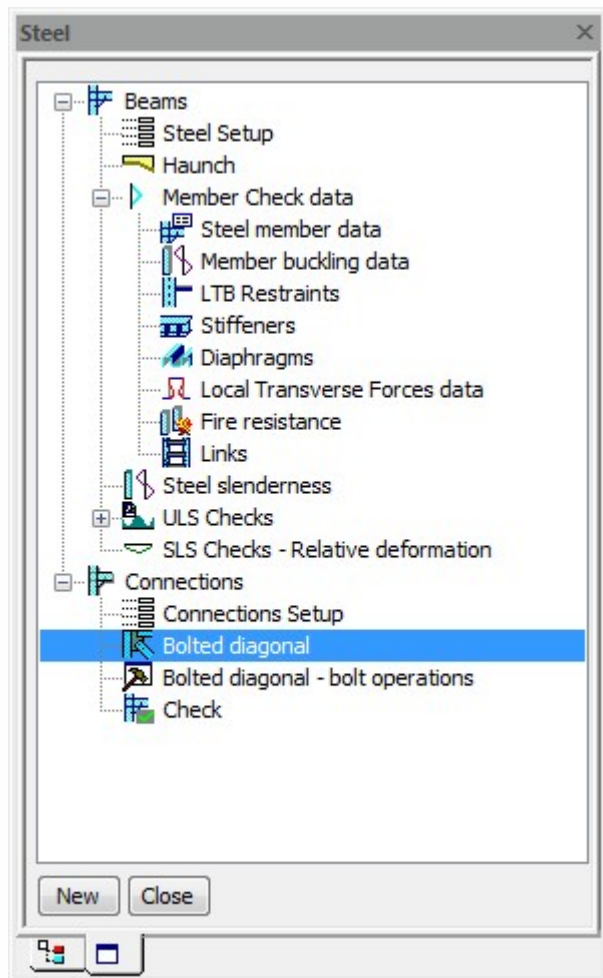 Steel
Beams
Steel Setup
Haunch
Member Check data
Steel member data
Member buckling data
LTB Restraints
Stiffeners
Diaphragms
Local Transverse Forces data
Fire resistance
Links
Steel slenderness
ULS Checks
SLS Checks - Relative deformation
Connections
Connections Setup
Bolted diagonal
Bolted diagonal - bolt operations
Check
New Close